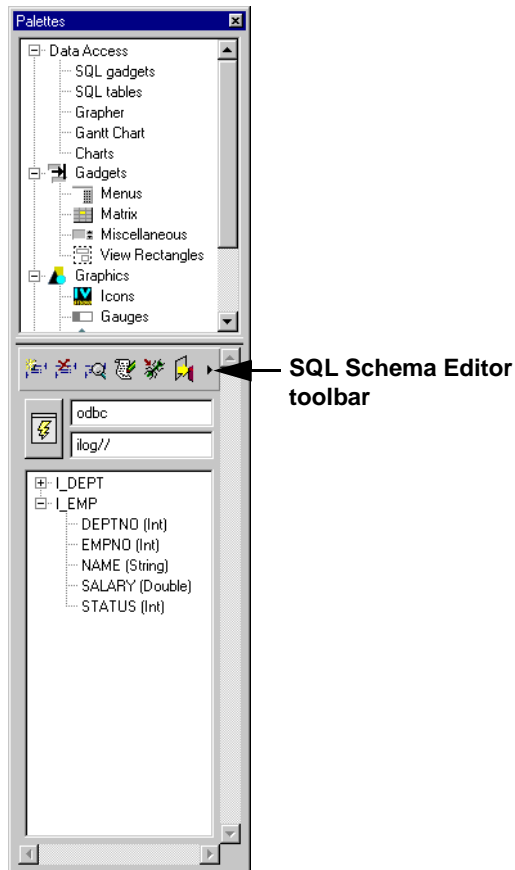 Palettes
Data Access
SQL gadgets
SQL tables
Grapher
Gantt Chart
Charts
Gadgets
Menus
Matrix
Miscellaneous
View Rectangles
Graphics
Icons
Gauges
SQL Schema Editor
toolbar
odbc
ilog//
I_DEPT
I_EMP
DEPTNO (Int)
EMPNO (Int)
NAME (String)
SALARY (Double)
STATUS (Int)